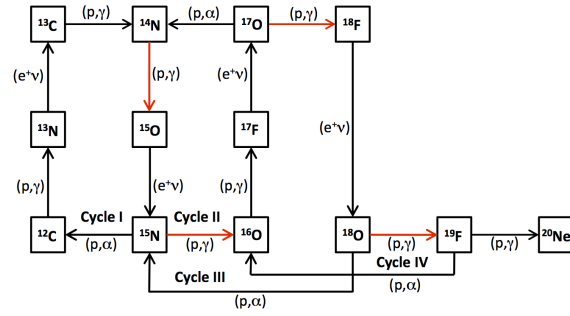 ¹³C (p,γ) ¹⁴N (p,α) ¹⁷O (p,γ) ¹⁸F
(e⁺ν) (p,γ) (e⁺ν) (e⁺ν)
¹³N ¹⁵O ¹⁷F
(p,γ) (e⁺ν) (p,γ)
Cycle I Cycle II
¹²C ¹⁵N ¹⁶O ¹⁸O ¹⁹F ²⁰Ne
(p,α) (p,γ) (p,γ) (p,γ)
Cycle III Cycle IV
(p,α) (p,α)